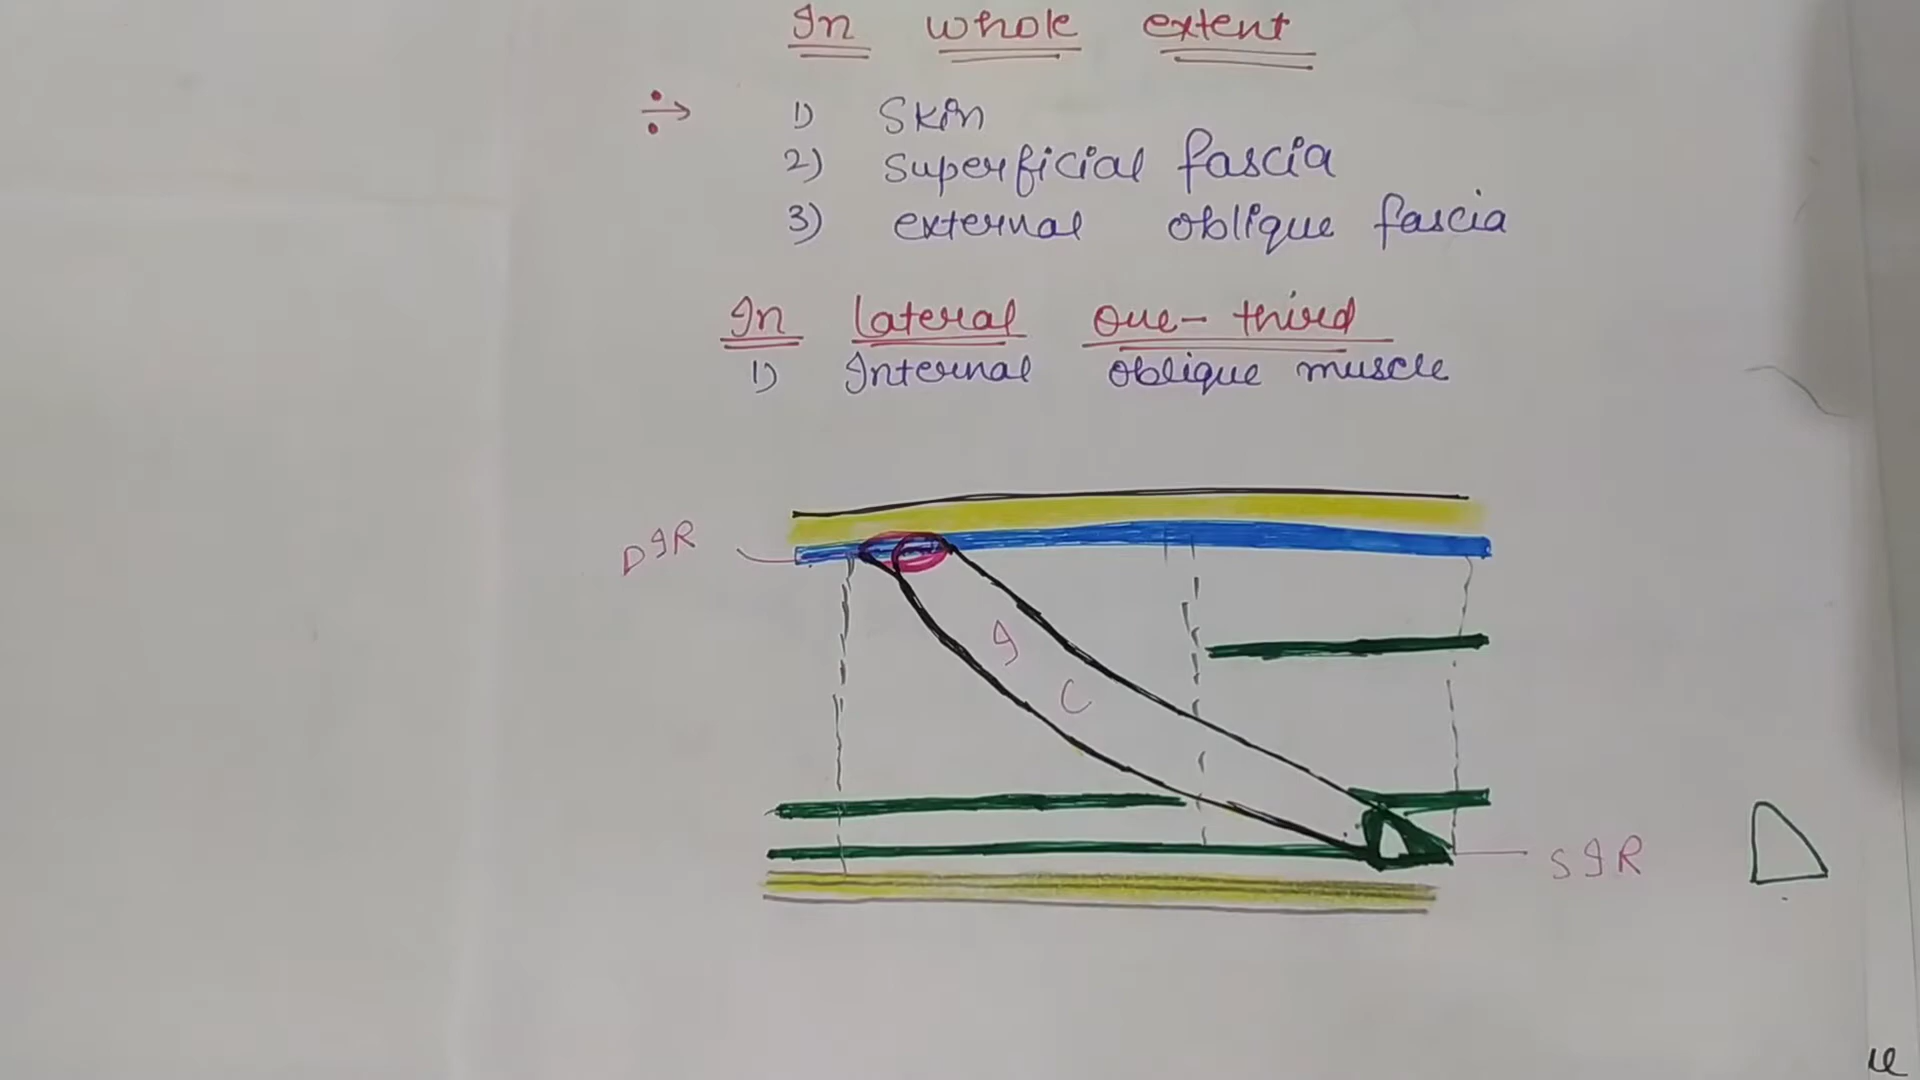 In whole extent
1) Skin
2) Superficial fascia
3) external oblique fascia
In lateral one-third
1) Internal oblique muscle
DIR
I
C
SIR